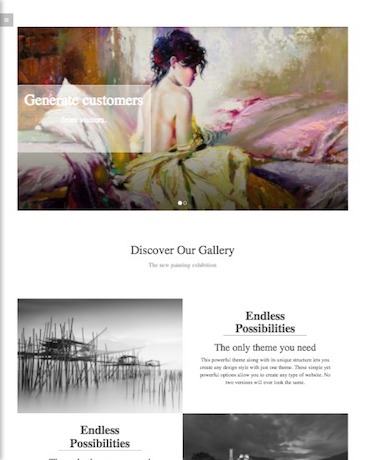 Generate customers
from visitors.
Discover Our Gallery
The new painting exhibition
Endless
Possibilities
The only theme you need
This powerful theme along with its unique structure lets you
create any design style with just one theme. These simple yet
powerful options allow you to create any type of website. No
two versions will ever look the same.
Endless
Possibilities